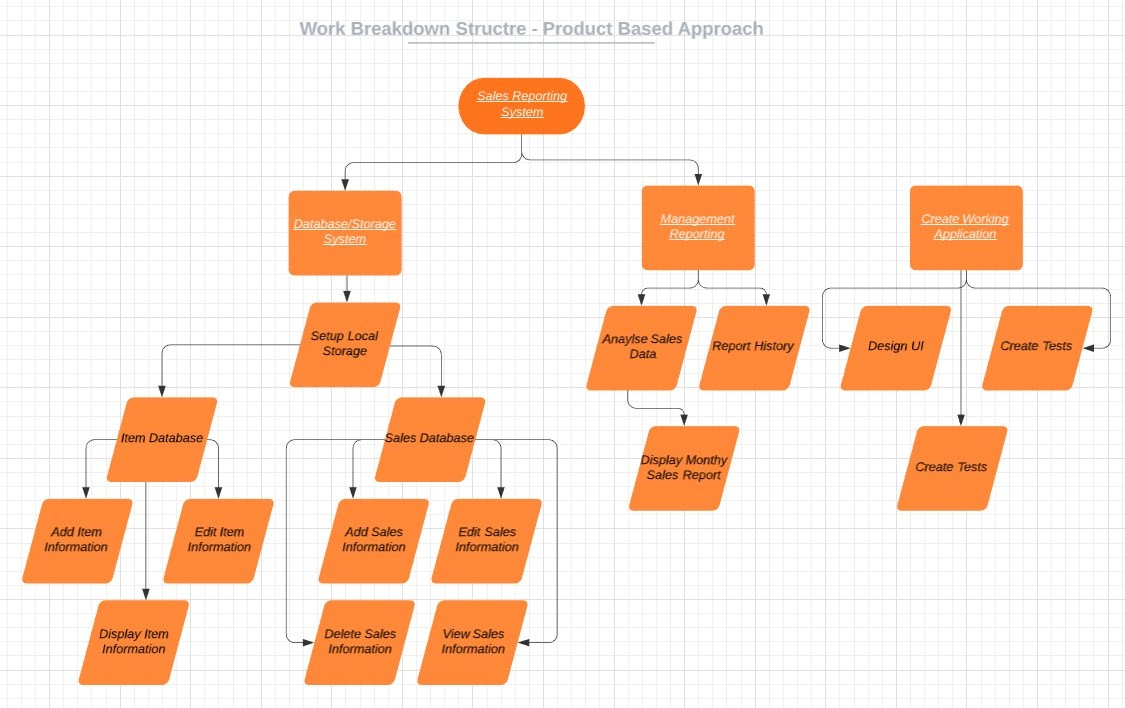 Work Breakdown Structre - Product Based Approach
Sales Reporting
System
Database/Storage
System
Management
Reporting
Create Working
Application
Setup Local
Storage
Anaylse Sales
Data
Report History
Design UI
Create Tests
Item Database
Sales Database
Display Monthy
Sales Report
Create Tests
Add Item
Information
Edit Item
Information
Add Sales
Information
Edit Sales
Information
Display Item
Information
Delete Sales
Information
View Sales
Information